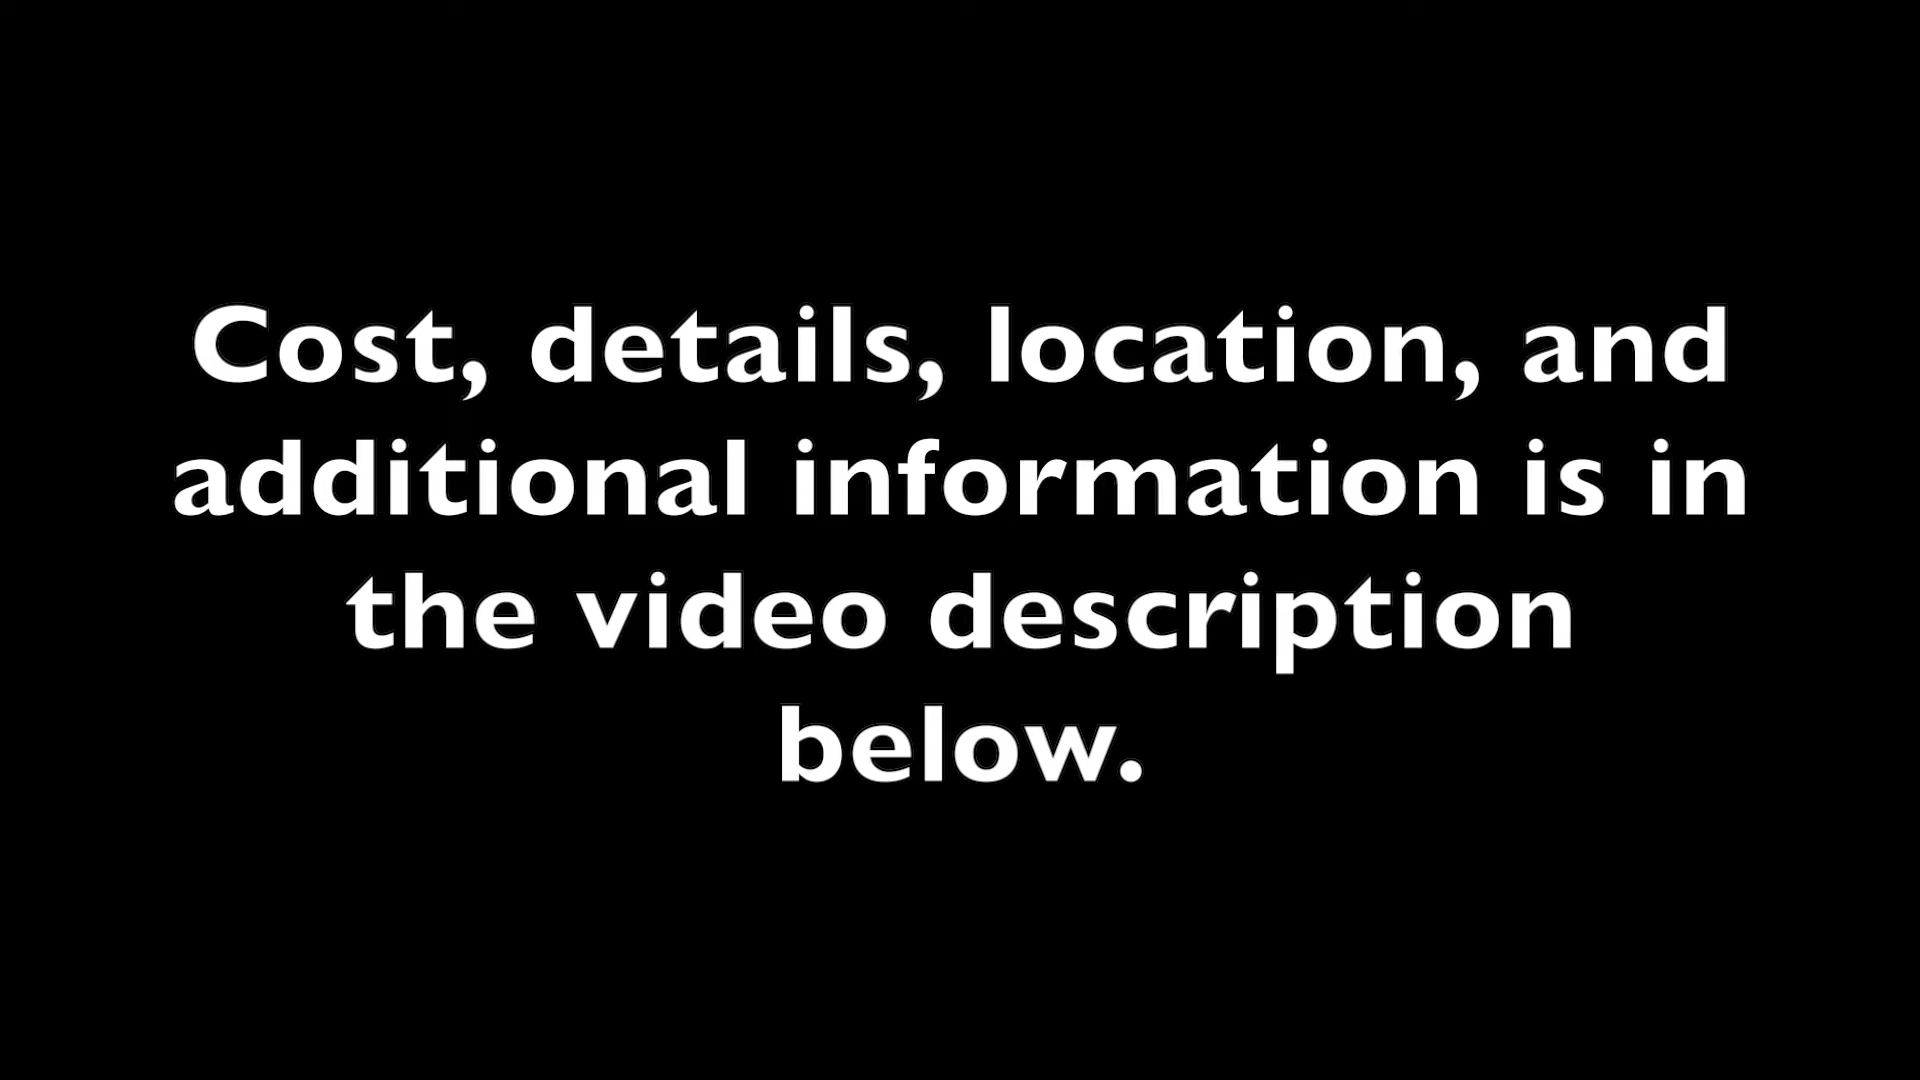 Cost, details, location, and
additional information is in
the video description
below.